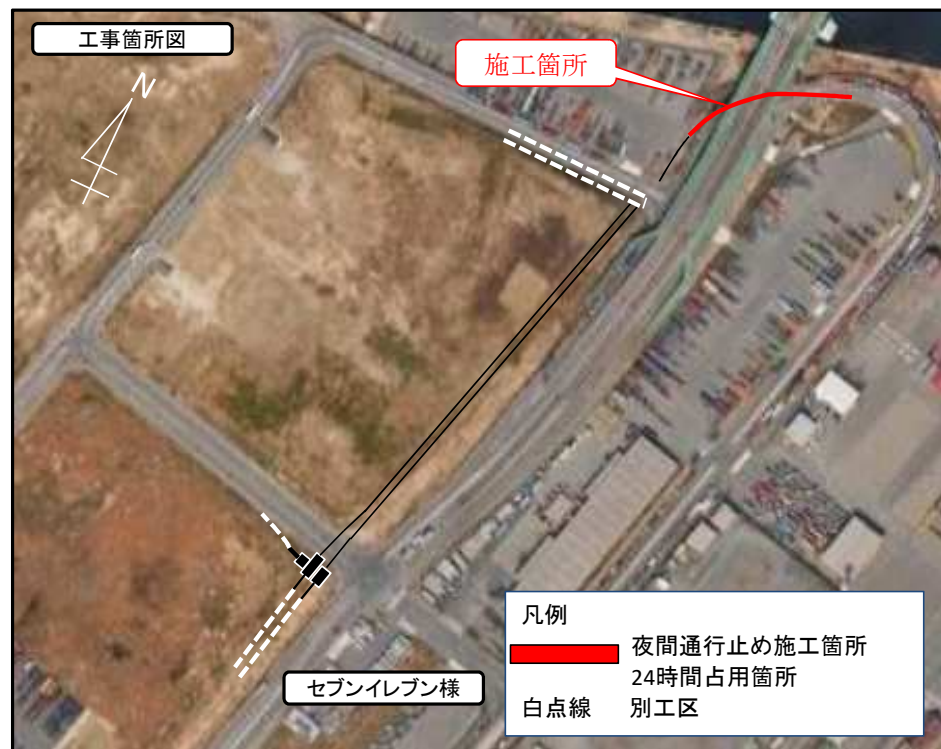 工事箇所図
N
施工箇所
セブンイレブン様
凡例
夜間通行止め施工箇所
24時間占用箇所
白点線 別工区